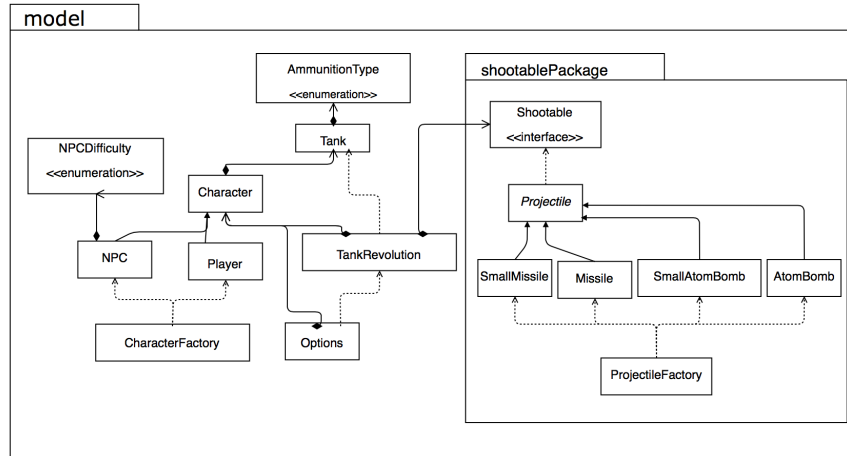 model
AmmunitionType
<<enumeration>>
shootablePackage
Shootable
<<interface>>
Tank
NPCDifficulty
<<enumeration>>
Character
Projectile
NPC
Player
TankRevolution
SmallMissile
Missile
SmallAtomBomb
AtomBomb
CharacterFactory
Options
ProjectileFactory